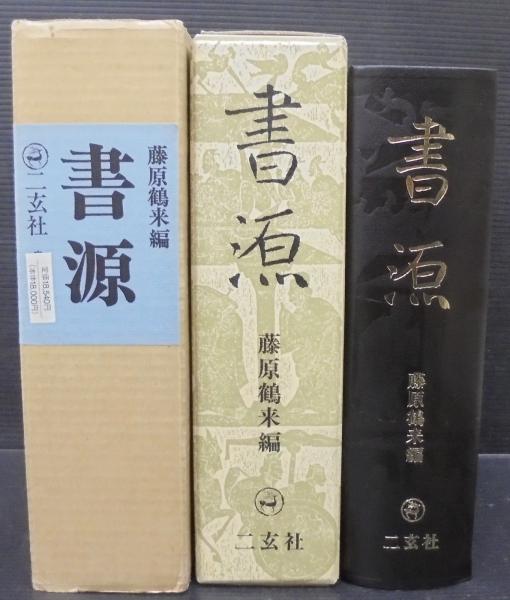 藤原鶴来編
書源
二玄社
定価18,540円
(本体18,000円)
書源
藤原鶴来編
二玄社
書源
藤原鶴来編
二玄社